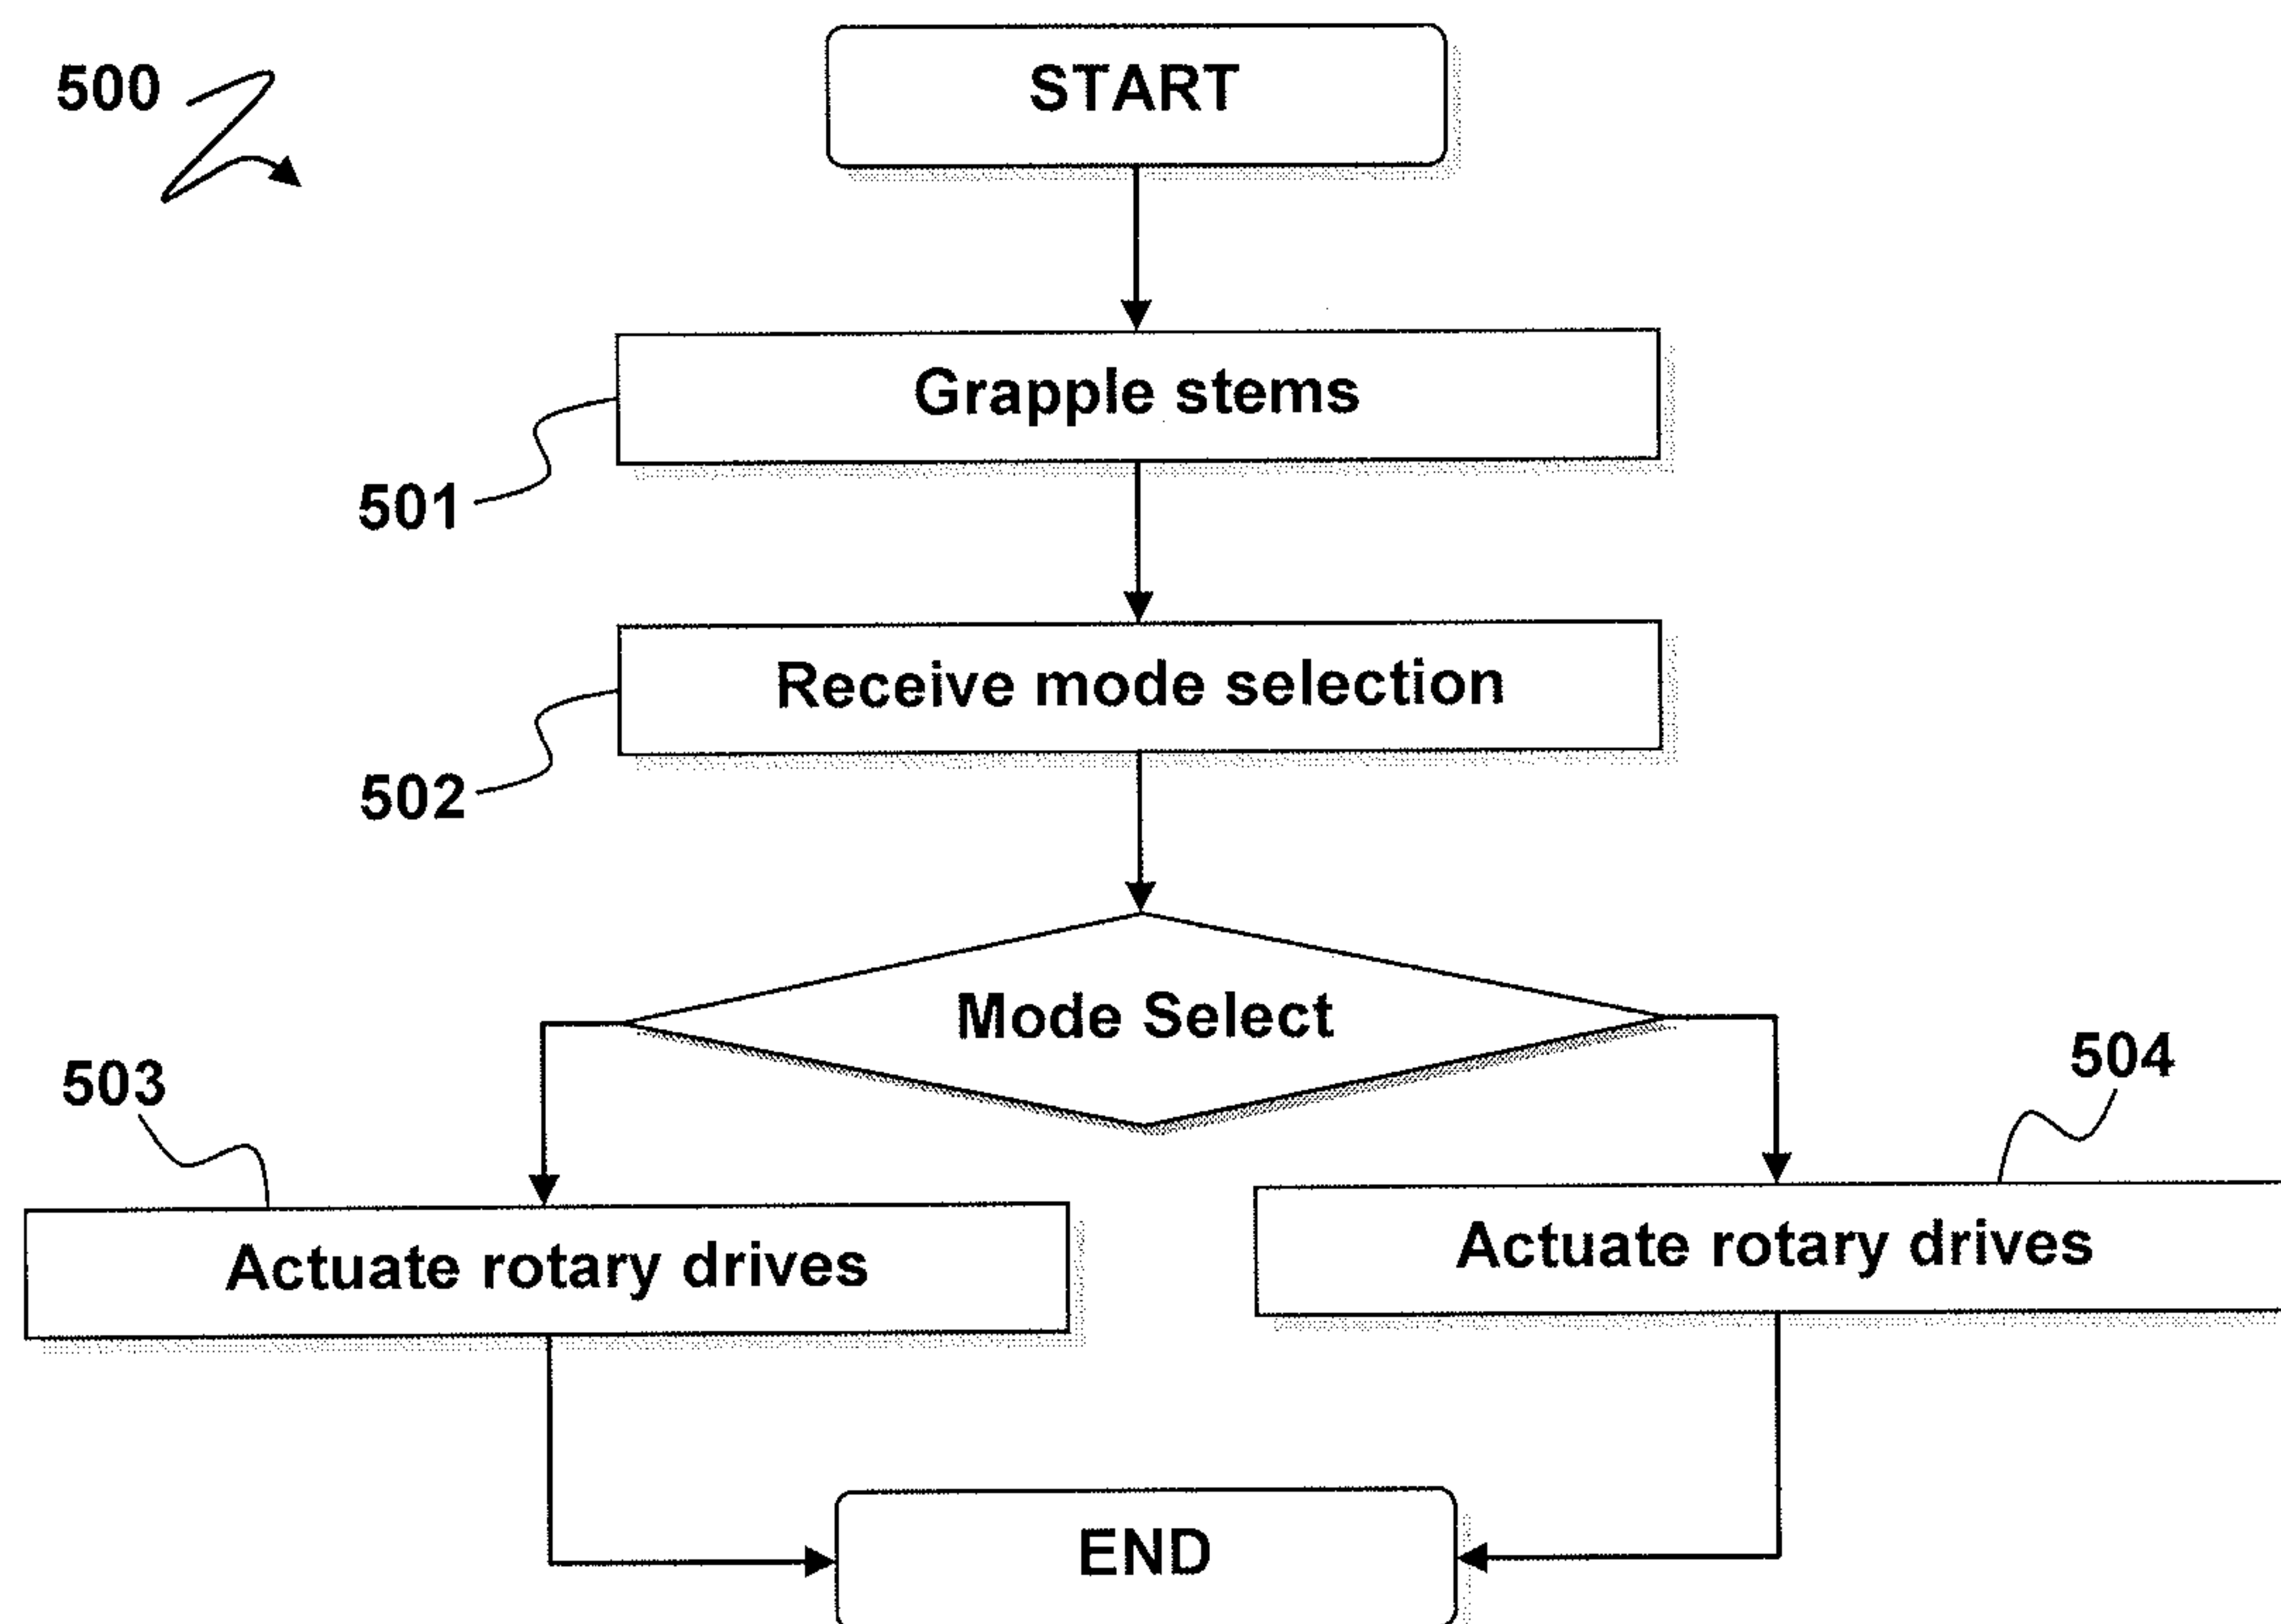 500
START
Grapple stems
501
Receive mode selection
502
Mode Select
503
504
Actuate rotary drives
Actuate rotary drives
END